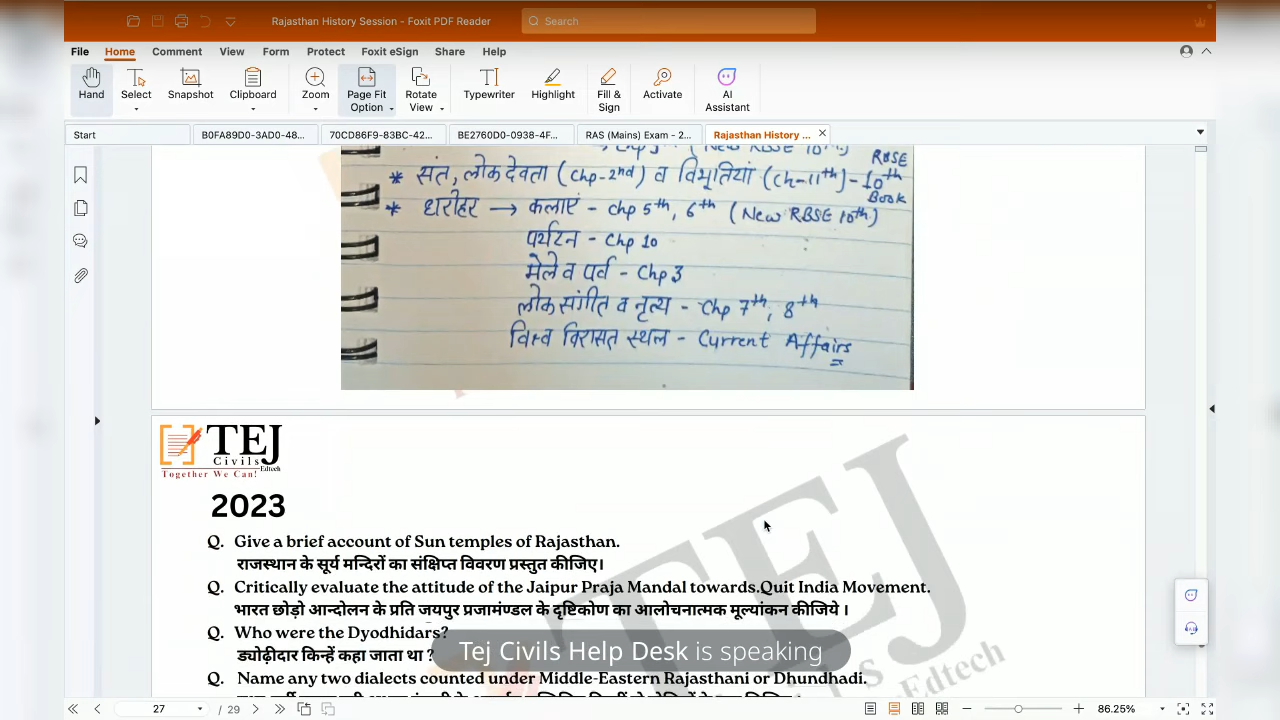 Rajasthan History Session - Foxit PDF Reader
Search
File Home Comment View Form Protect Foxit eSign Share Help
Hand Select Snapshot Clipboard Zoom Page Fit Option Rotate View Typewriter Highlight Fill & Sign Activate AI Assistant
Start B0FA89D0-3AD0-48... 70CD86F9-83BC-42... BE2760D0-0938-4F... RAS (Mains) Exam - 2... Rajasthan History ...
RBSE
* संत, लोक देवता (Chp-2nd) व विभूतियां (Ch-11th) - 10th Book
* धरोहर → कलाएं - Chp 5th, 6th (New RBSE 10th)
पर्यटन - Chp 10
मेले व पर्व - Chp 3
लोक संगीत व नृत्य - Chp 7th, 8th
विश्व विरासत स्थल - Current Affairs
TEJ
Civils
Edtech
Together We Can!
2023
Q. Give a brief account of Sun temples of Rajasthan.
राजस्थान के सूर्य मन्दिरों का संक्षिप्त विवरण प्रस्तुत कीजिए।
Q. Critically evaluate the attitude of the Jaipur Praja Mandal towards.Quit India Movement.
भारत छोड़ो आन्दोलन के प्रति जयपुर प्रजामंण्डल के दृष्टिकोण का आलोचनात्मक मूल्यांकन कीजिये ।
Q. Who were the Dyodhidars?
ड्योढ़ीदार किन्हें कहा जाता था ?
Tej Civils Help Desk is speaking
Q. Name any two dialects counted under Middle-Eastern Rajasthani or Dhundhadi.
TEJ
Edtech
27 / 29
86.25%